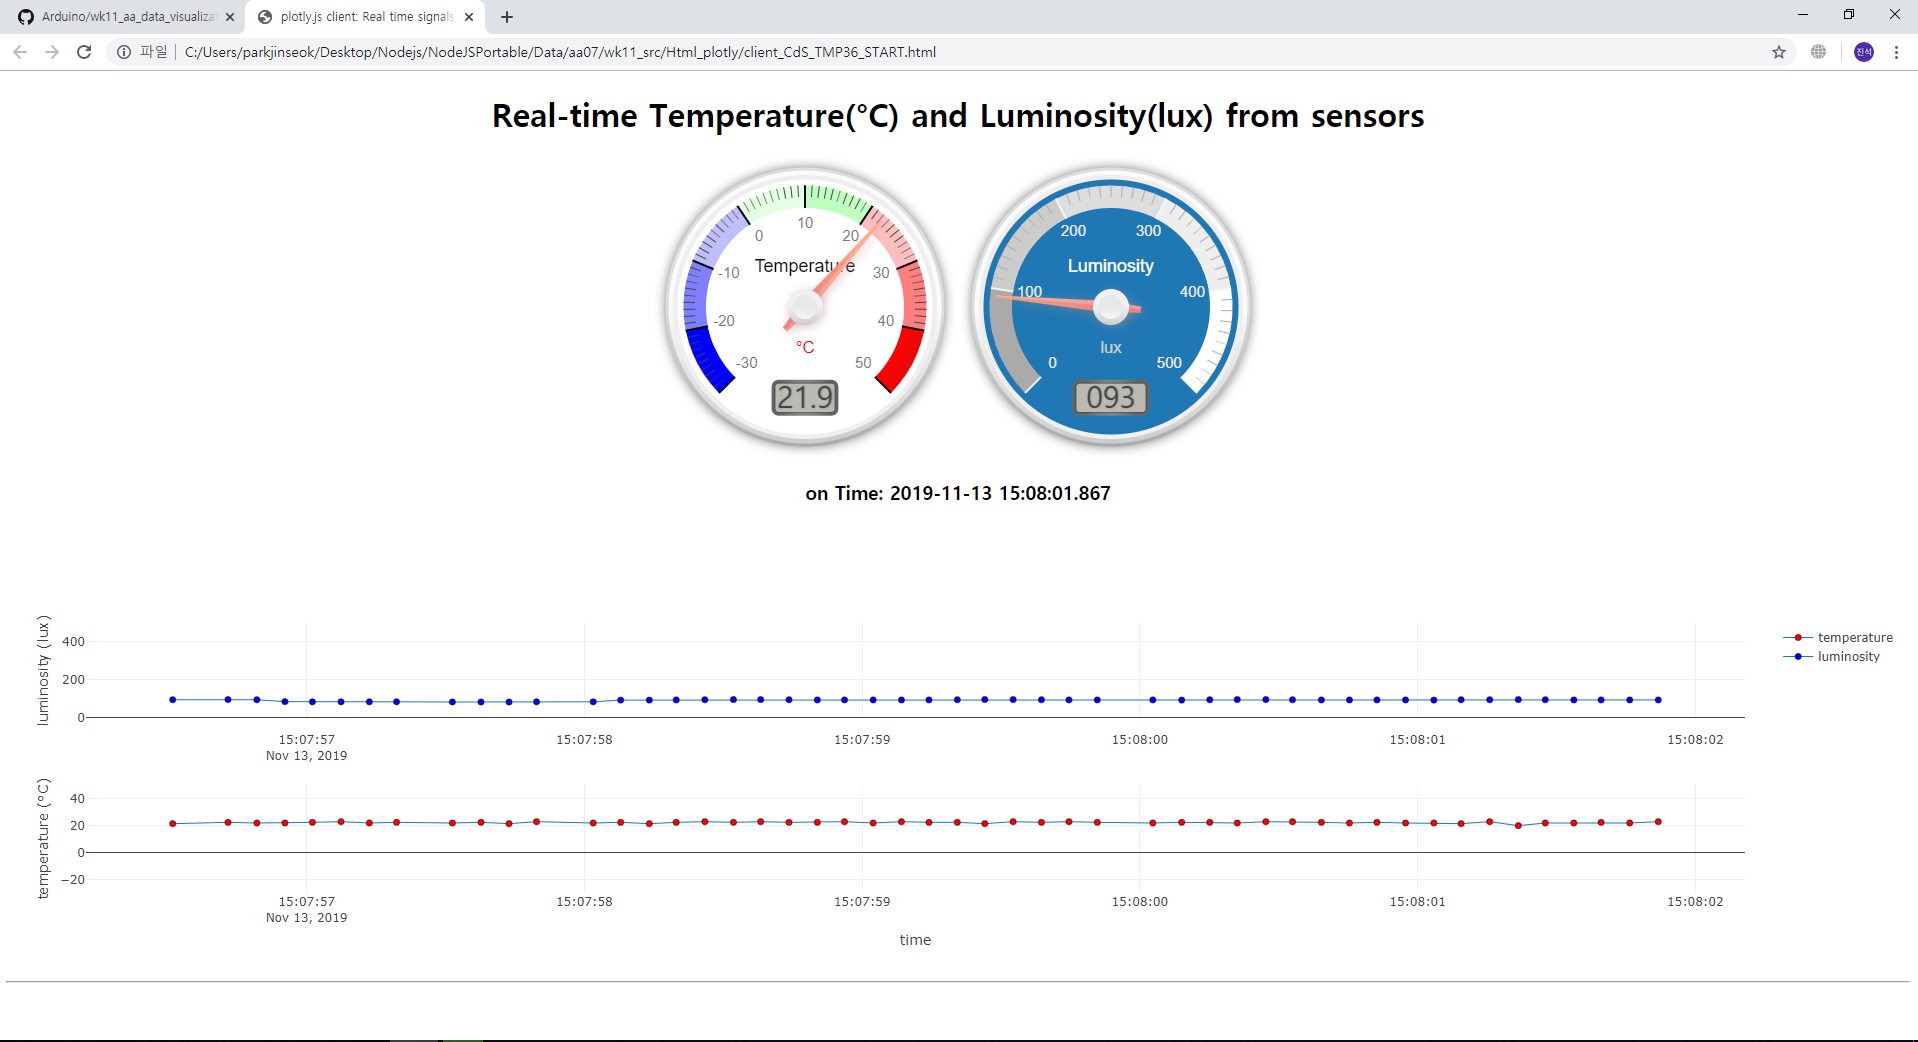 Arduino/wk11_aa_data_visualiza
plotly.js client: Real time signals
파일
C:/Users/parkjinseok/Desktop/Nodejs/NodeJSPortable/Data/aa07/wk11_src/Html_plotly/client_CdS_TMP36_START.html
진석
Real-time Temperature(°C) and Luminosity(lux) from sensors
-30 -20 -10 0 10 20 30 40 50
Temperature
°C
21.9
0 100 200 300 400 500
Luminosity
lux
093
on Time: 2019-11-13 15:08:01.867
luminosity (lux)
400
200
0
15:07:57 15:07:58 15:07:59 15:08:00 15:08:01 15:08:02
Nov 13, 2019
temperature
luminosity
temperature (°C)
40
20
0
−20
15:07:57 15:07:58 15:07:59 15:08:00 15:08:01 15:08:02
Nov 13, 2019
time